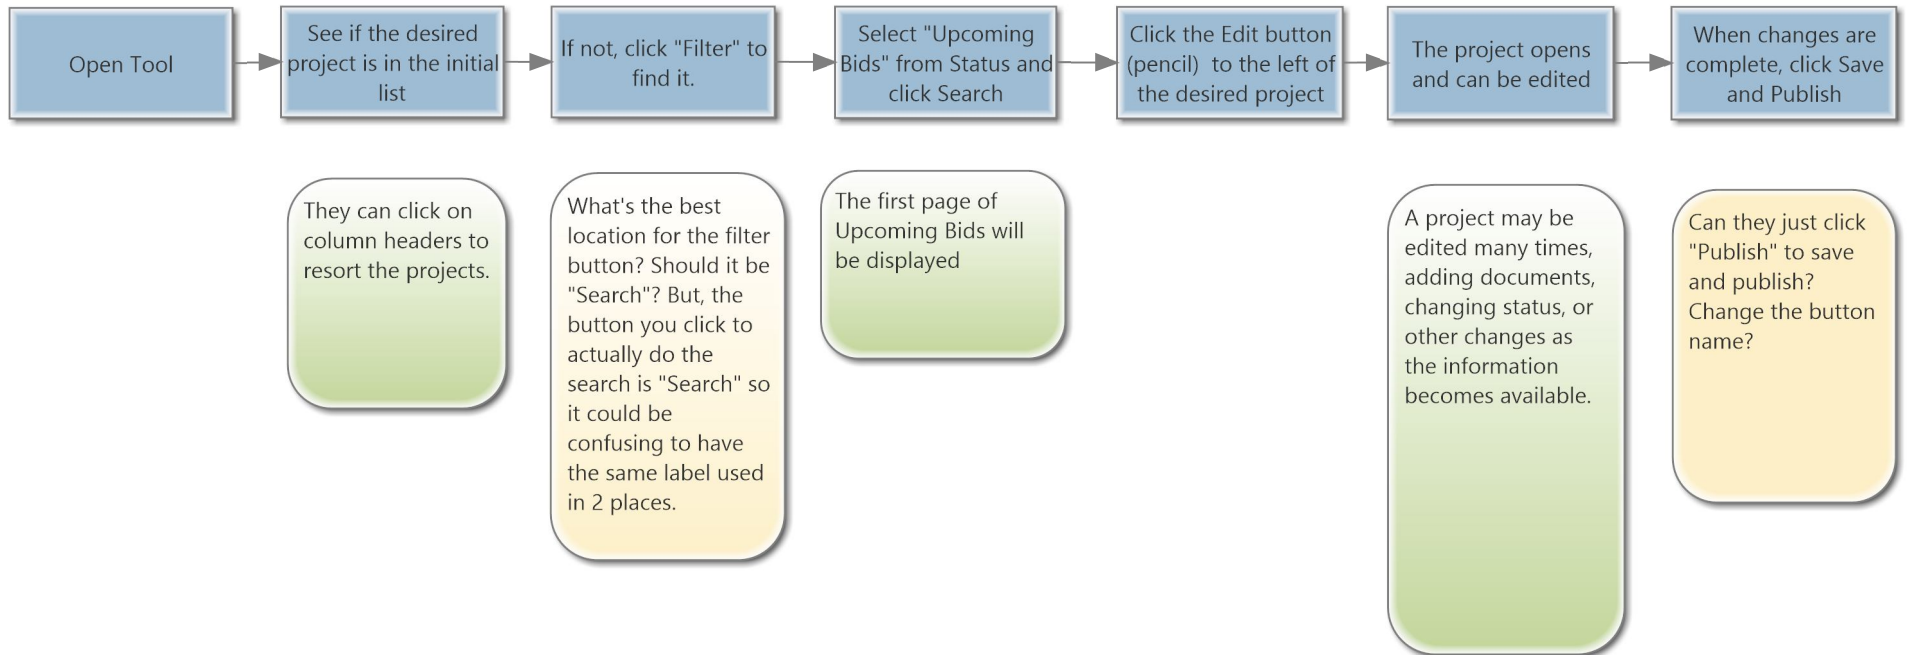 Open Tool
See if the desired
project is in the initial
list
If not, click "Filter" to
find it.
Select "Upcoming
Bids" from Status and
click Search
Click the Edit button
(pencil)  to the left of
the desired project
The project opens
and can be edited
When changes are
complete, click Save
and Publish
They can click on
column headers to
resort the projects.
What's the best
location for the filter
button? Should it be
"Search"? But, the
button you click to
actually do the
search is "Search" so
it could be
confusing to have
the same label used
in 2 places.
The first page of
Upcoming Bids will
be displayed
A project may be
edited many times,
adding documents,
changing status, or
other changes as
the information
becomes available.
Can they just click
"Publish" to save
and publish?
Change the button
name?